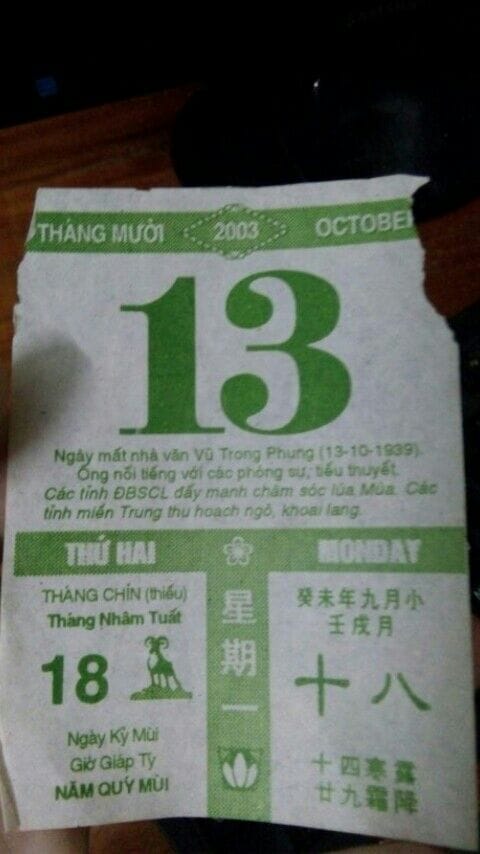 THÁNG MƯỜI 2003 OCTOBER
13
Ngày mất nhà văn Vũ Trọng Phụng (13-10-1939).
Ông nổi tiếng với các phóng sự, tiểu thuyết.
Các tỉnh ĐBSCL đẩy mạnh chăm sóc lúa Mùa. Các
tỉnh miền Trung thu hoạch ngô, khoai lang.
THỨ HAI MONDAY
THÁNG CHÍN (thiếu)
Tháng Nhâm Tuất
18
Ngày Kỷ Mùi
Giờ Giáp Tý
NĂM QUÝ MÙI
星
期
一
癸未年九月小
壬戌月
十八
十四寒露
廿九霜降